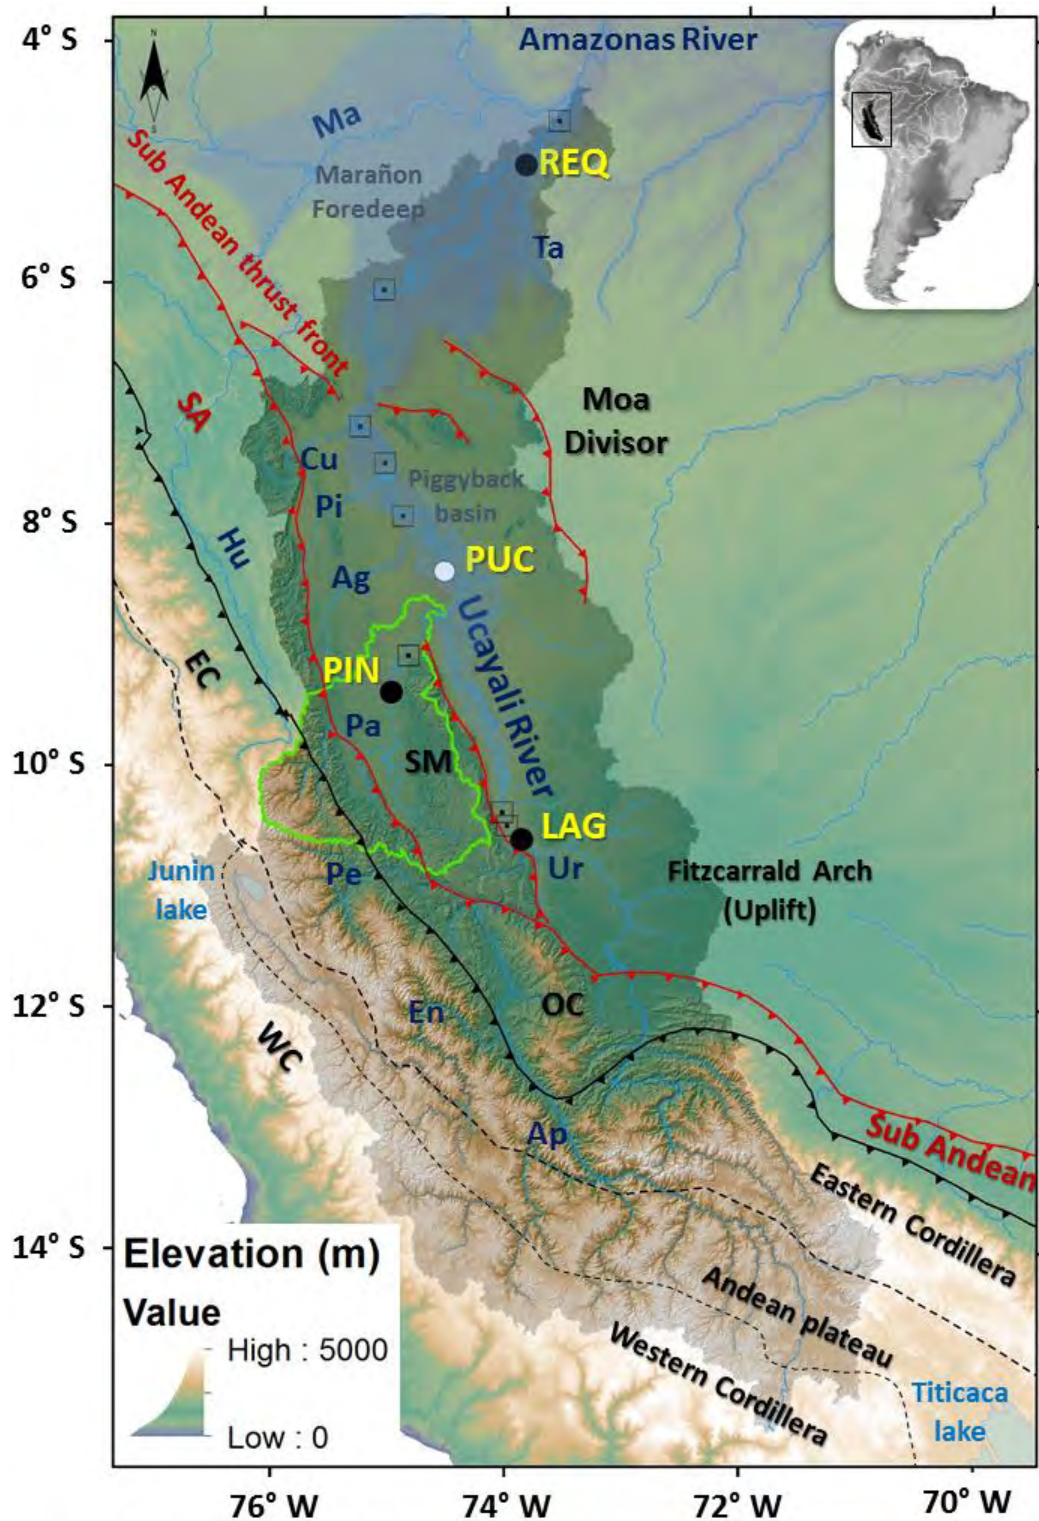 4° S
Amazonas River
N
S
Ma
REQ
Marañon
Foredeep
Sub Andean thrust front
Ta
6° S
SA
Moa
Divisor
Cu
Piggyback
basin
Pi
8° S
Hu
PUC
Ag
Ucayali River
EC
PIN
Pa
SM
10° S
LAG
Junin
lake
Pe
Ur
Fitzcarrald Arch
(Uplift)
12° S
En
OC
WC
Ap
Sub Andean
Eastern Cordillera
14° S
Elevation (m)
Value
High : 5000
Low : 0
Andean plateau
Western Cordillera
Titicaca
lake
76° W
74° W
72° W
70° W